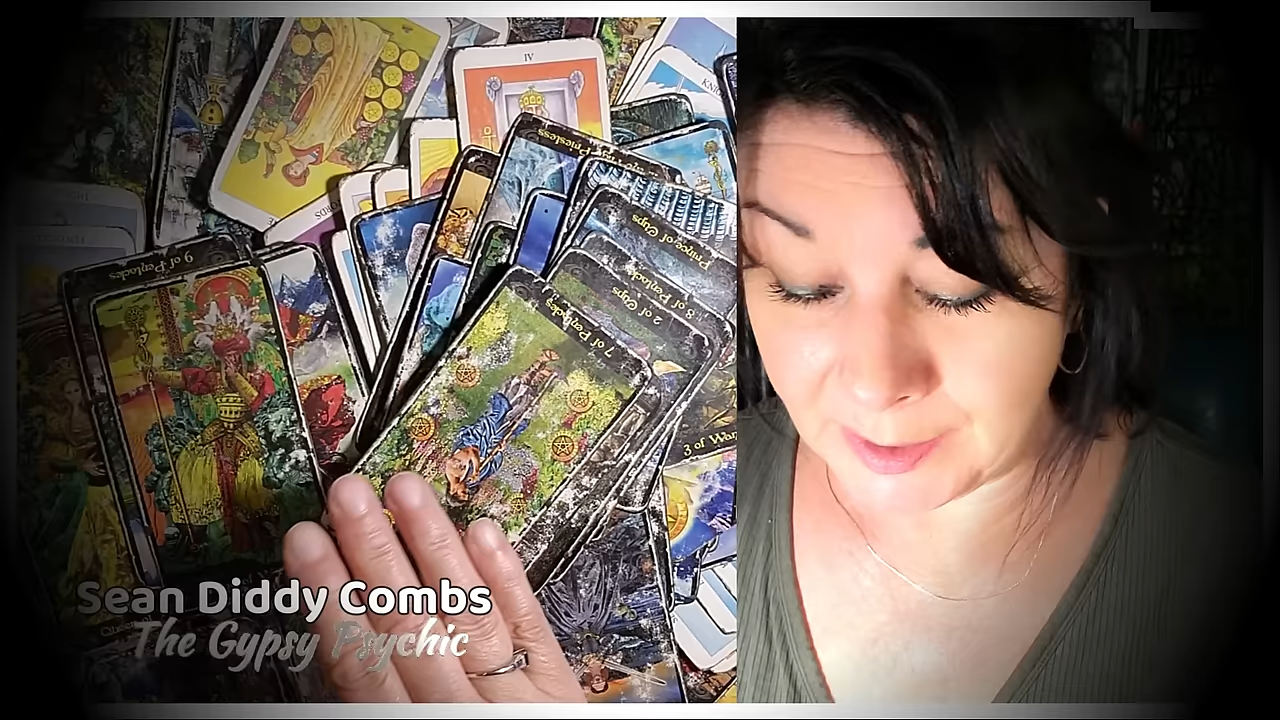 IV
9 of Pentacles
Priestess
Prince of Cups
8 of Pentacles
2 of Cups
7 of Pentacles
3 of Wan
Sean Diddy Combs
The Gypsy Psychic